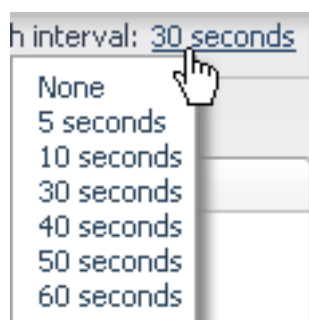 h interval: 30 seconds
None
5 seconds
10 seconds
30 seconds
40 seconds
50 seconds
60 seconds